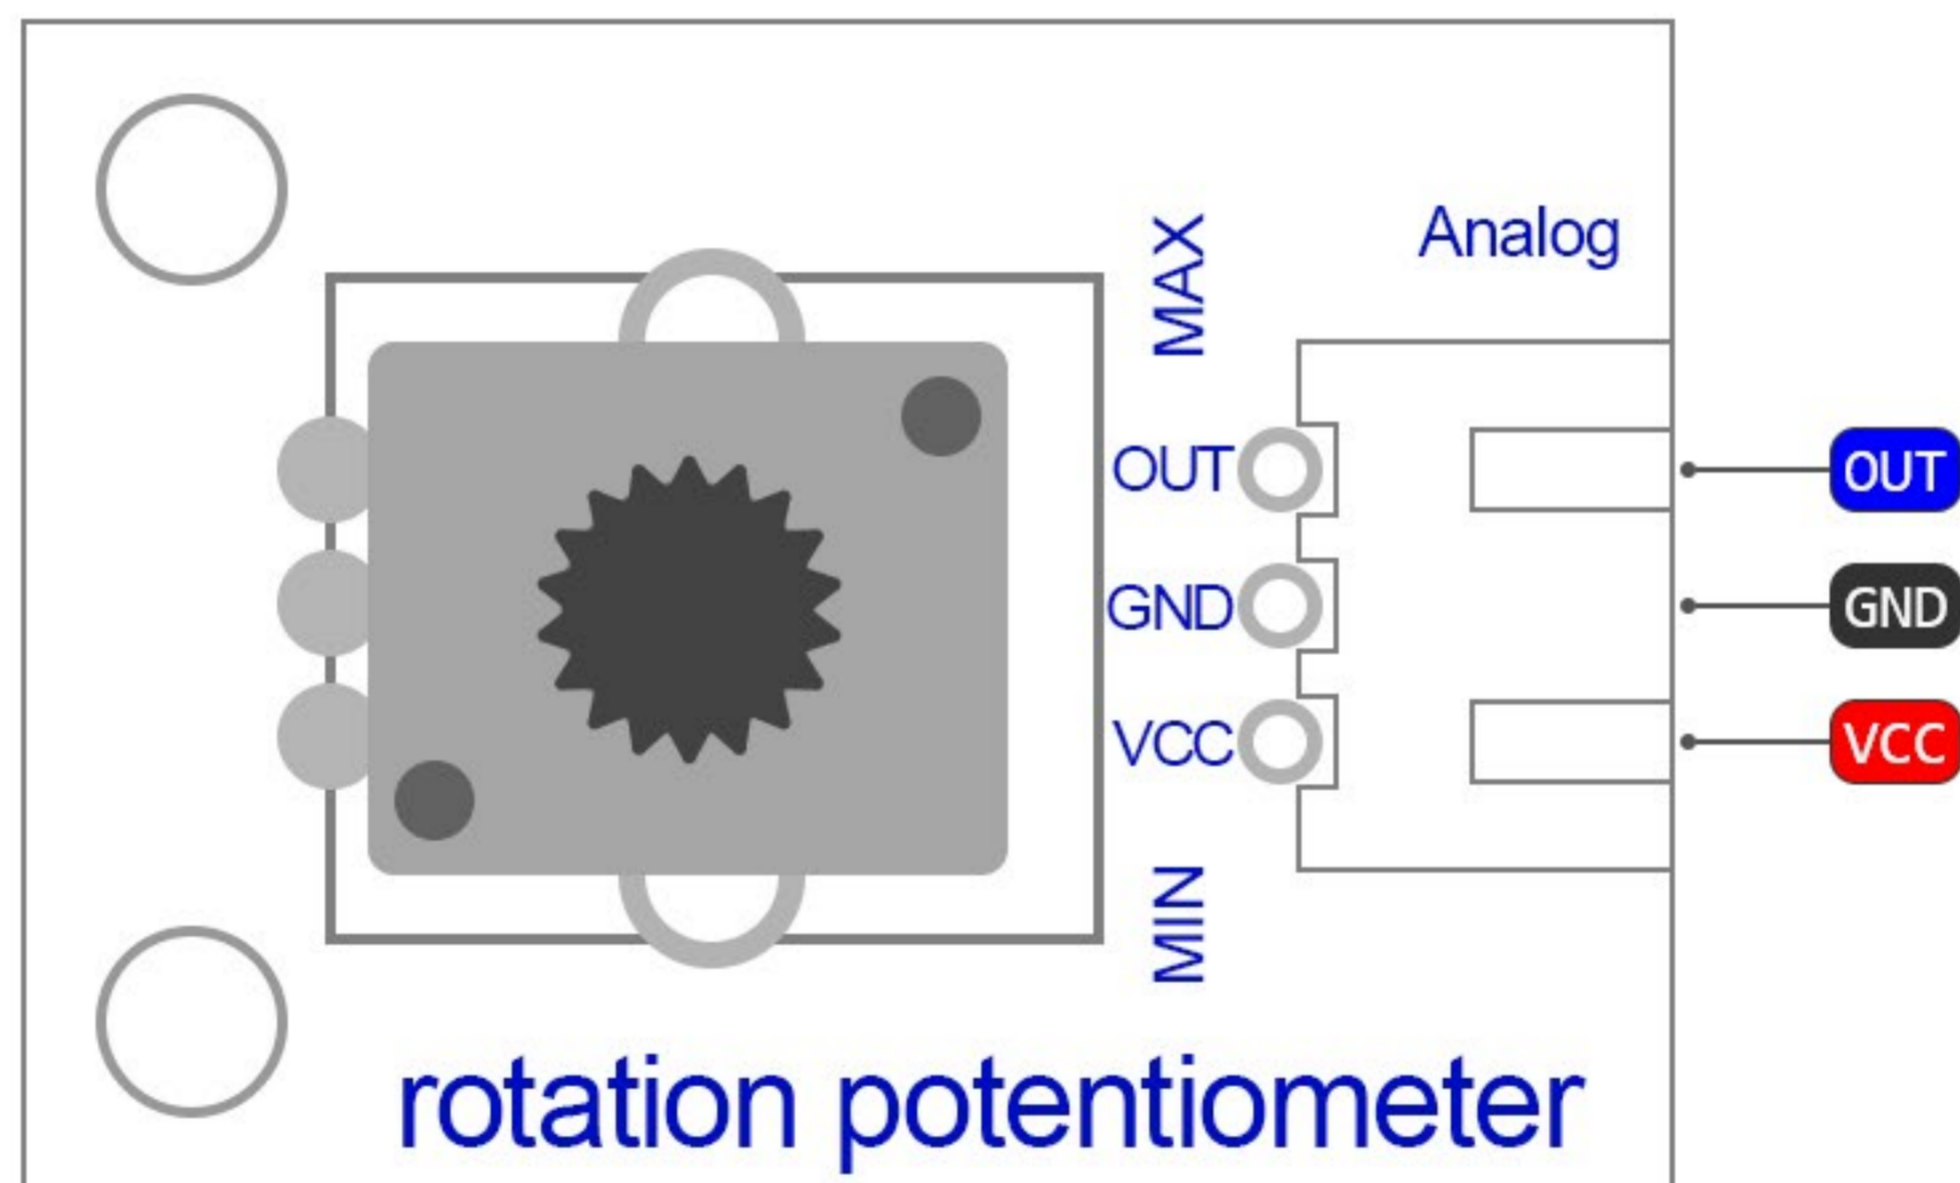 Analog
MAX
OUT
GND
VCC
MIN
OUT
GND
VCC
rotation potentiometer